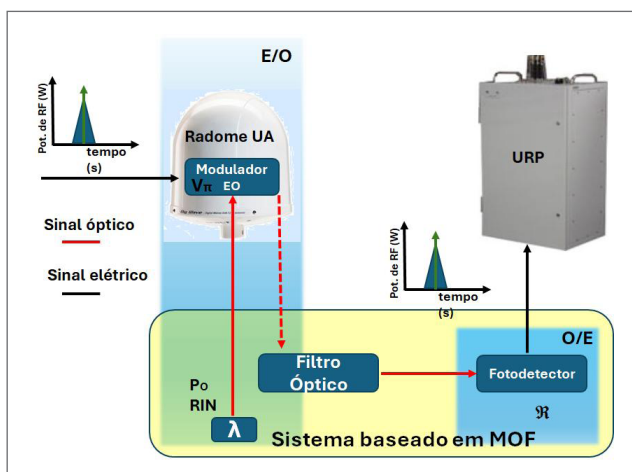 E/O
Pot. de RF (W)
tempo
(s)
Radome UA
Modulador
Vπ EO
URP
Sinal óptico
Sinal elétrico
Pot. de RF (W)
tempo
(s)
O/E
Filtro
Óptico
Fotodetector
Po
RIN
λ
ℜ
Sistema baseado em MOF